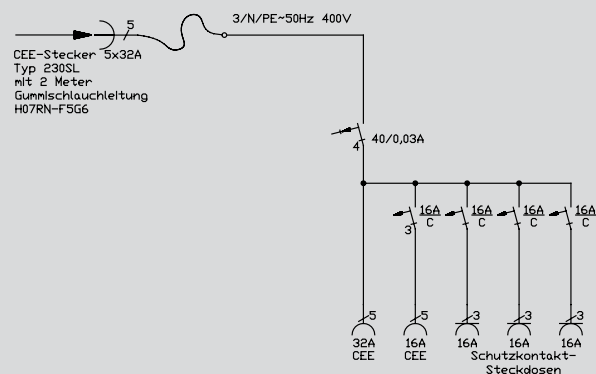 3/N/PE~50Hz 400V
5
CEE-Stecker 5x32A
Typ 230SL
mit 2 Meter
Gummischlauchleitung
H07RN-F5G6
40/0,03A
4
16A 16A 16A 16A
C C C C
3
5 5 3 3 3
32A 16A 16A 16A 16A
CEE CEE Schutzkontakt-
Steckdosen